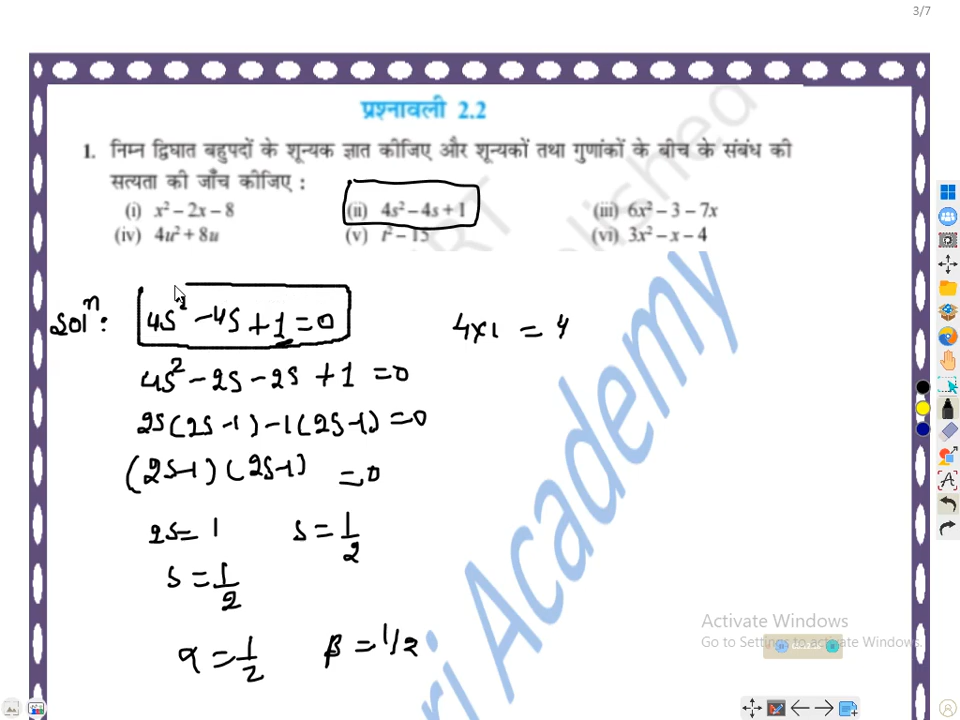 3/7
प्रश्नावली 2.2
1. निम्न द्विघात बहुपदों के शून्यक ज्ञात कीजिए और शून्यकों तथा गुणांकों के बीच के संबंध की
सत्यता की जाँच कीजिए :
(i) x² – 2x – 8 (ii) 4s² – 4s + 1 (iii) 6x² – 3 – 7x
(iv) 4u² + 8u (v) t² – 15 (vi) 3x² – x – 4
Solⁿ: 4s² – 4s + 1 = 0 4×1 = 4
4s² – 2s – 2s + 1 = 0
2s(2s–1) –1(2s–1) = 0
(2s–1)(2s–1) = 0
2s = 1 s = 1/2
s = 1/2
α = 1/2 β = 1/2
ri Academy
Activate Windows
Go to Settings to activate Windows.